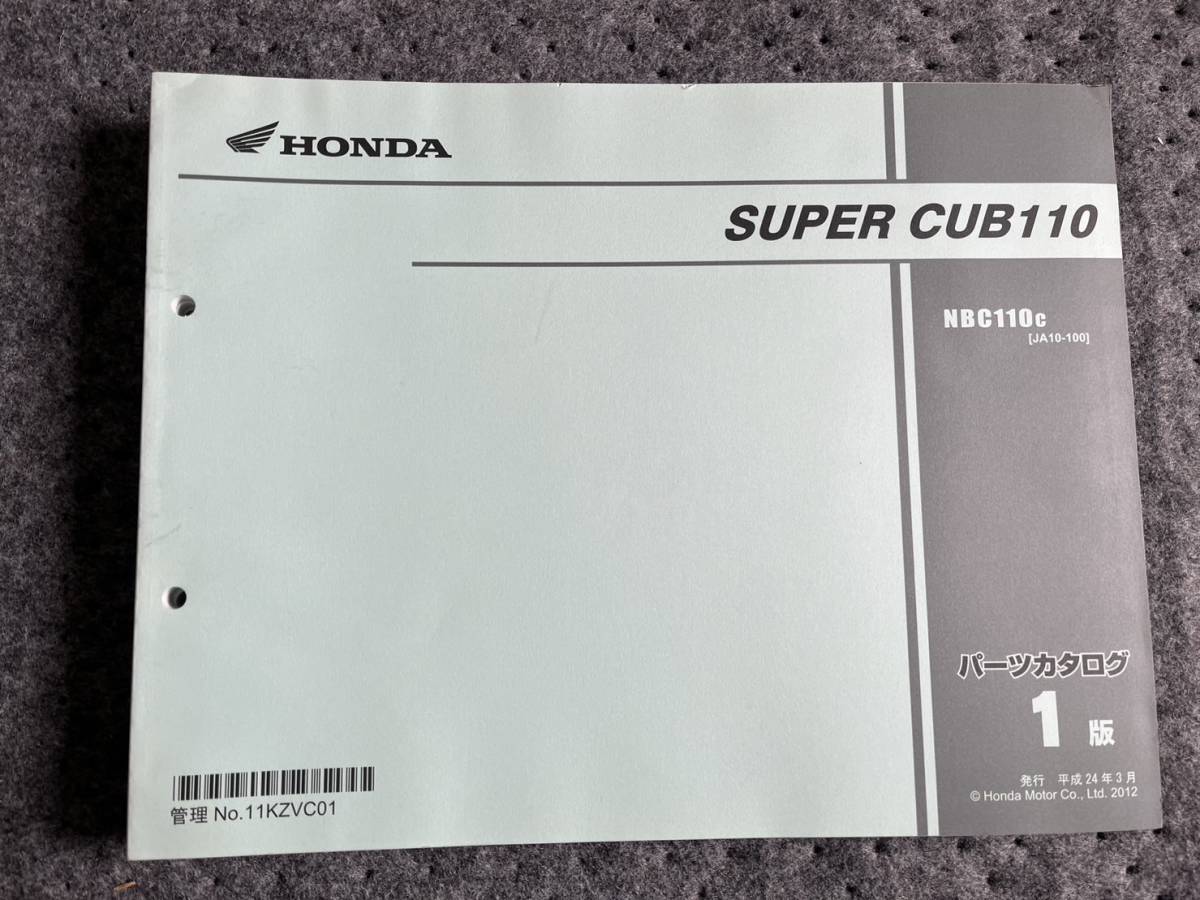 HONDA
SUPER CUB110
NBC110C
[JA10-100]
パーツカタログ
1 版
発行 平成24年3月
© Honda Motor Co., Ltd. 2012
管理 No.11KZVC01